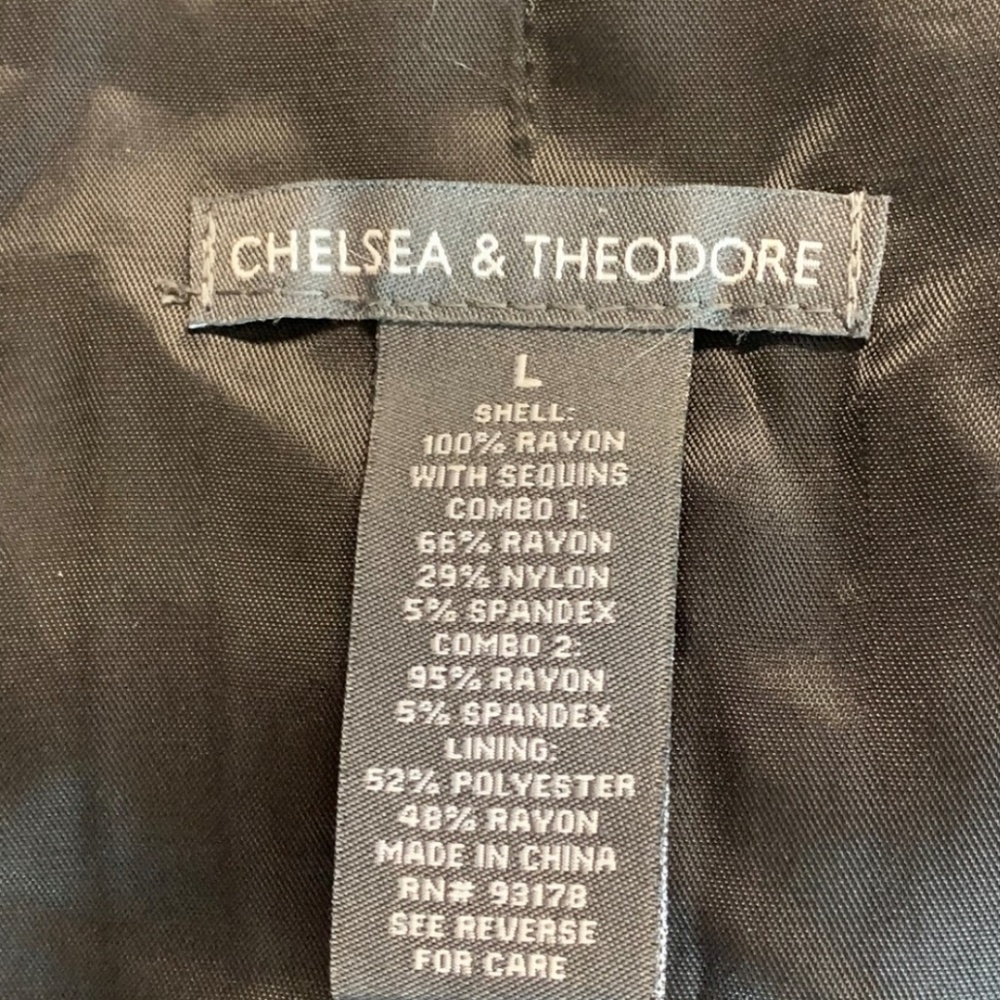 CHELSEA & THEODORE
L
SHELL:
100% RAYON
WITH SEQUINS
COMBO 1:
66% RAYON
29% NYLON
5% SPANDEX
COMBO 2:
95% RAYON
5% SPANDEX
LINING:
52% POLYESTER
48% RAYON
MADE IN CHINA
RN# 93178
SEE REVERSE
FOR CARE